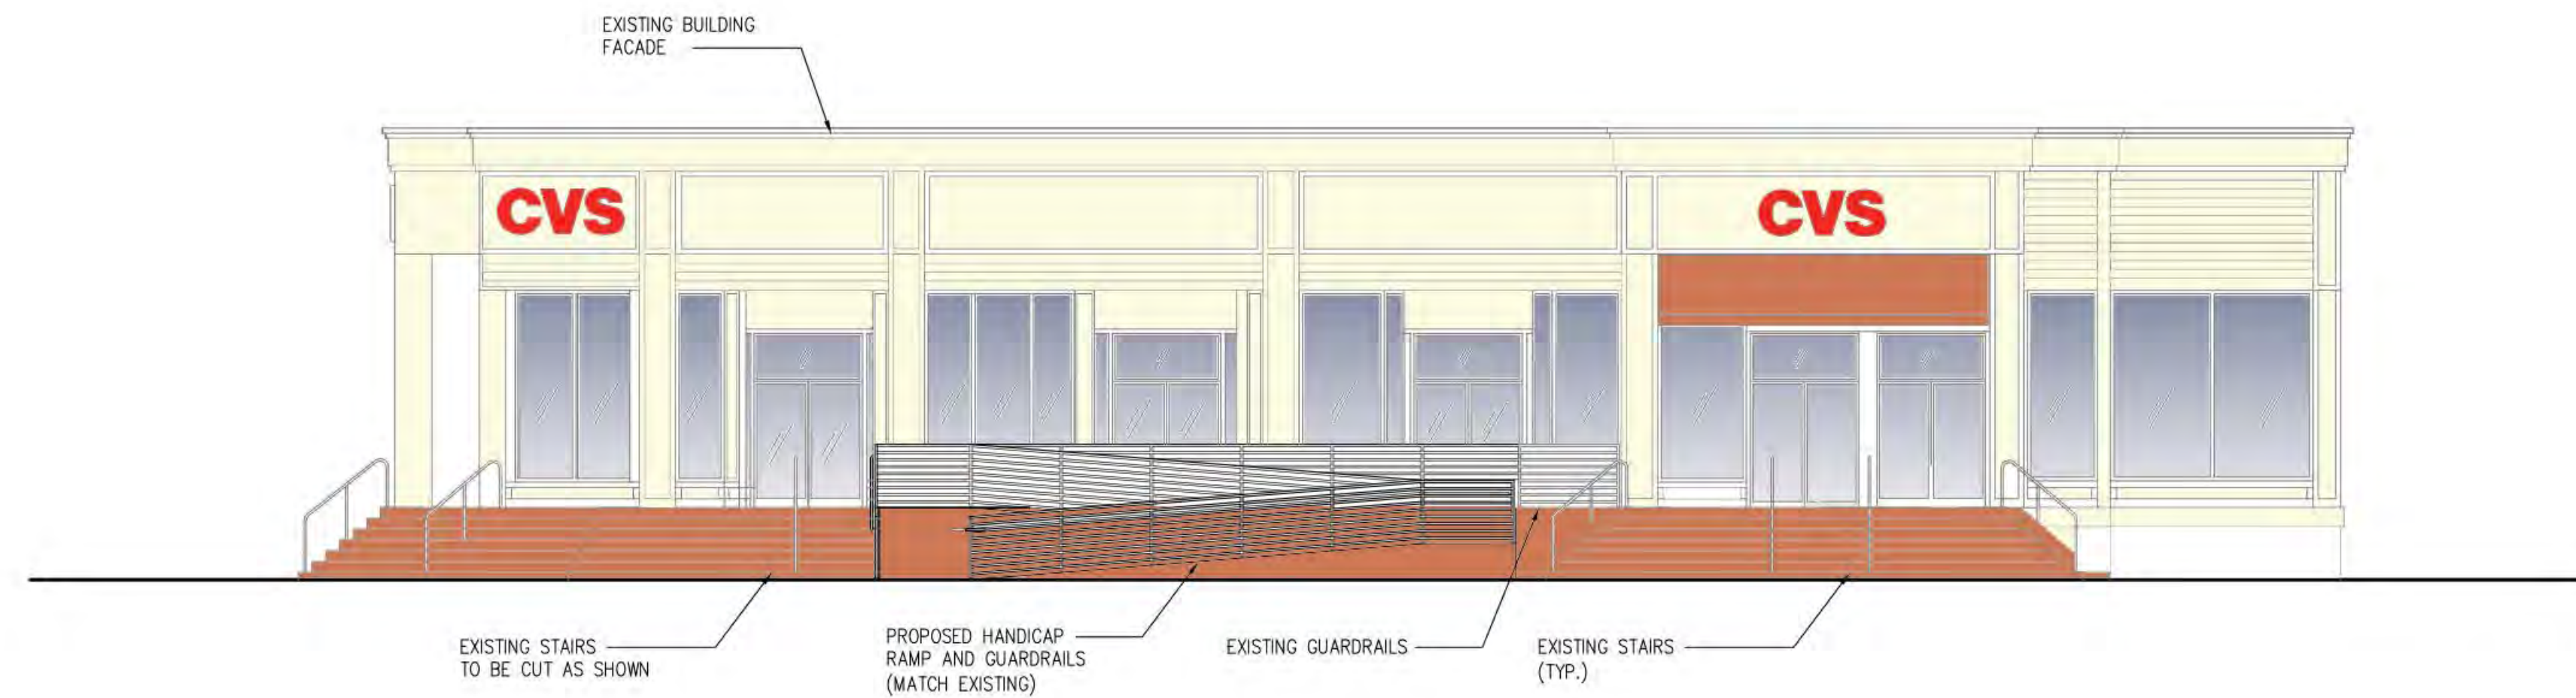 EXISTING BUILDING
FACADE
CVS
CVS
EXISTING STAIRS
TO BE CUT AS SHOWN
PROPOSED HANDICAP
RAMP AND GUARDRAILS
(MATCH EXISTING)
EXISTING GUARDRAILS
EXISTING STAIRS
(TYP.)